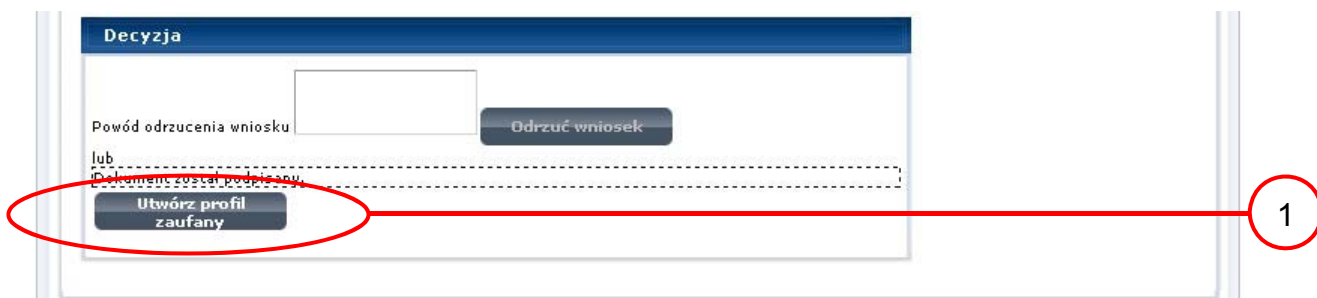 Decyzja
Powód odrzucenia wniosku
Odrzuć wniosek
lub
Dokument został podpisany.
Utwórz profil
zaufany
1